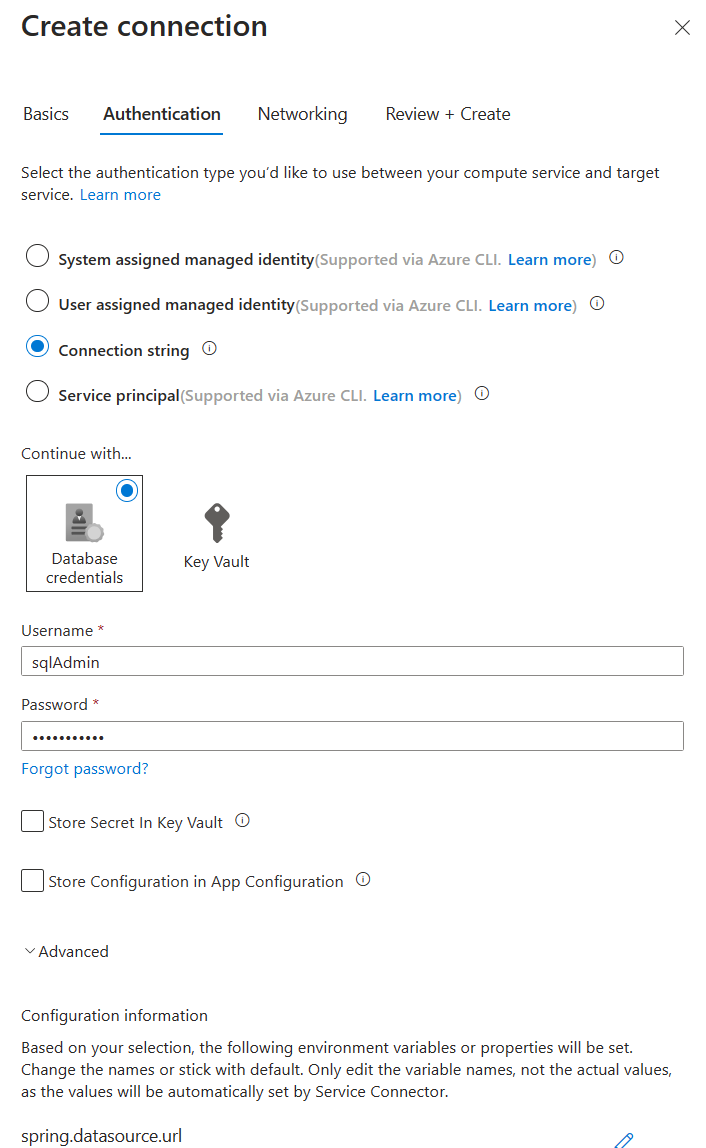 Create connection
Basics Authentication Networking Review + Create
Select the authentication type you'd like to use between your compute service and target
service. Learn more
System assigned managed identity(Supported via Azure CLI. Learn more)
User assigned managed identity(Supported via Azure CLI. Learn more)
Connection string
Service principal(Supported via Azure CLI. Learn more)
Continue with...
Database
credentials
Key Vault
Username *
sqlAdmin
Password *
•••••••••••
Forgot password?
Store Secret In Key Vault
Store Configuration in App Configuration
Advanced
Configuration information
Based on your selection, the following environment variables or properties will be set.
Change the names or stick with default. Only edit the variable names, not the actual values,
as the values will be automatically set by Service Connector.
spring.datasource.url